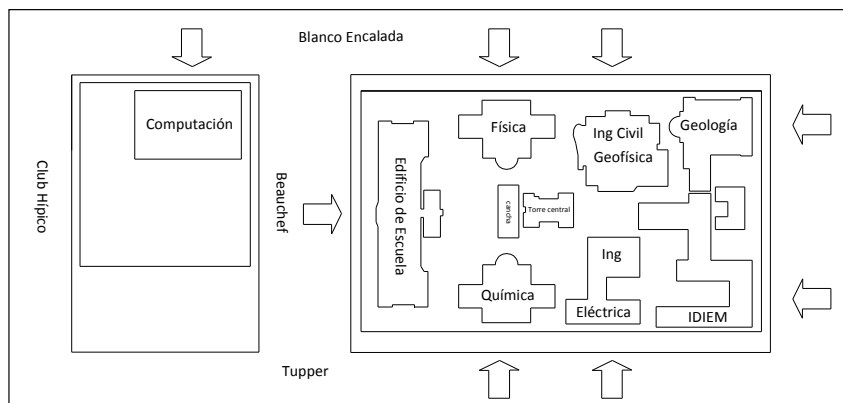 Blanco Encalada
Computación
Física
Ing Civil
Geofísica
Geología
Club Hípico
Beauchef
Edificio de Escuela
cancha
Torre central
Ing
Eléctrica
Química
IDIEM
Tupper